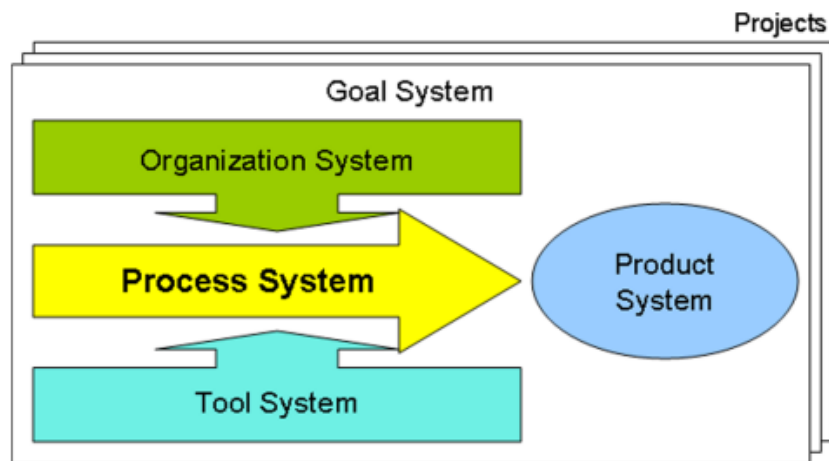 Projects
Goal System
Organization System
Process System
Product
System
Tool System